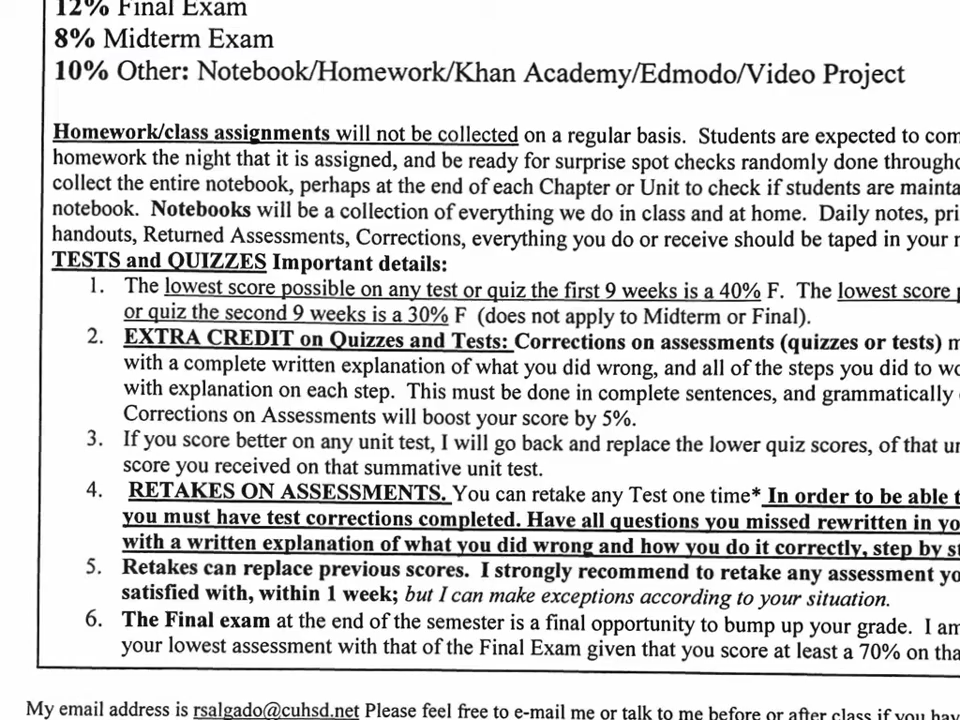 12% Final Exam
8% Midterm Exam
10% Other: Notebook/Homework/Khan Academy/Edmodo/Video Project
Homework/class assignments will not be collected on a regular basis. Students are expected to com
homework the night that it is assigned, and be ready for surprise spot checks randomly done througho
collect the entire notebook, perhaps at the end of each Chapter or Unit to check if students are mainta
notebook. Notebooks will be a collection of everything we do in class and at home. Daily notes, pri
handouts, Returned Assessments, Corrections, everything you do or receive should be taped in your n
TESTS and QUIZZES Important details:
1. The lowest score possible on any test or quiz the first 9 weeks is a 40% F. The lowest score p
or quiz the second 9 weeks is a 30% F (does not apply to Midterm or Final).
2. EXTRA CREDIT on Quizzes and Tests: Corrections on assessments (quizzes or tests) m
with a complete written explanation of what you did wrong, and all of the steps you did to wo
with explanation on each step. This must be done in complete sentences, and grammatically
Corrections on Assessments will boost your score by 5%.
3. If you score better on any unit test, I will go back and replace the lower quiz scores, of that un
score you received on that summative unit test.
4. RETAKES ON ASSESSMENTS. You can retake any Test one time* In order to be able t
you must have test corrections completed. Have all questions you missed rewritten in yo
with a written explanation of what you did wrong and how you do it correctly, step by st
5. Retakes can replace previous scores. I strongly recommend to retake any assessment yo
satisfied with, within 1 week; but I can make exceptions according to your situation.
6. The Final exam at the end of the semester is a final opportunity to bump up your grade. I am
your lowest assessment with that of the Final Exam given that you score at least a 70% on tha
My email address is rsalgado@cuhsd.net Please feel free to e-mail me or talk to me before or after class if you hav